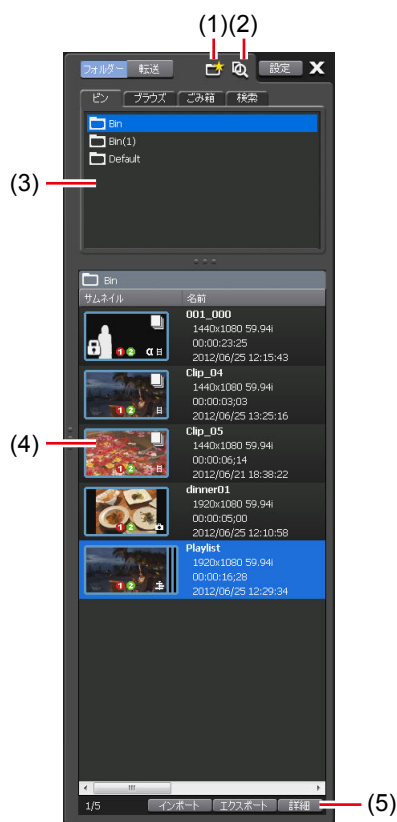 (1)(2)
フォルダー 転送 設定 X
ビン ブラウズ ごみ箱 検索
Bin
Bin(1)
Default
(3)
Bin
サムネイル 名前
001_000
1440x1080 59.94i
00:00:23:25
2012/06/25 12:15:43
Clip_04
1440x1080 59.94i
00:00:03;03
2012/06/25 13:25:16
(4)
Clip_05
1440x1080 59.94i
00:00:06;14
2012/06/21 18:38:22
dinner01
1920x1080 59.94i
00:00:05;00
2012/06/25 12:10:58
Playlist
1920x1080 59.94i
00:00:16;28
2012/06/25 12:29:34
1/5 インポート エクスポート 詳細
(5)